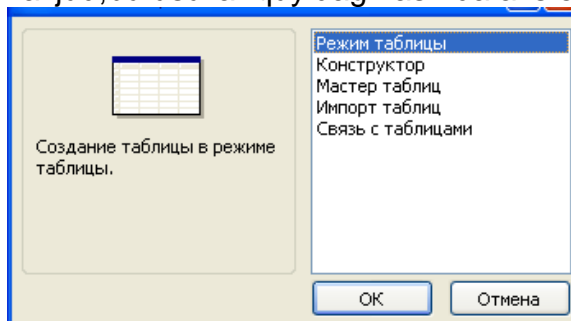 Создание таблицы в режиме
таблицы.
Режим таблицы
Конструктор
Мастер таблиц
Импорт таблиц
Связь с таблицами
ОК
Отмена